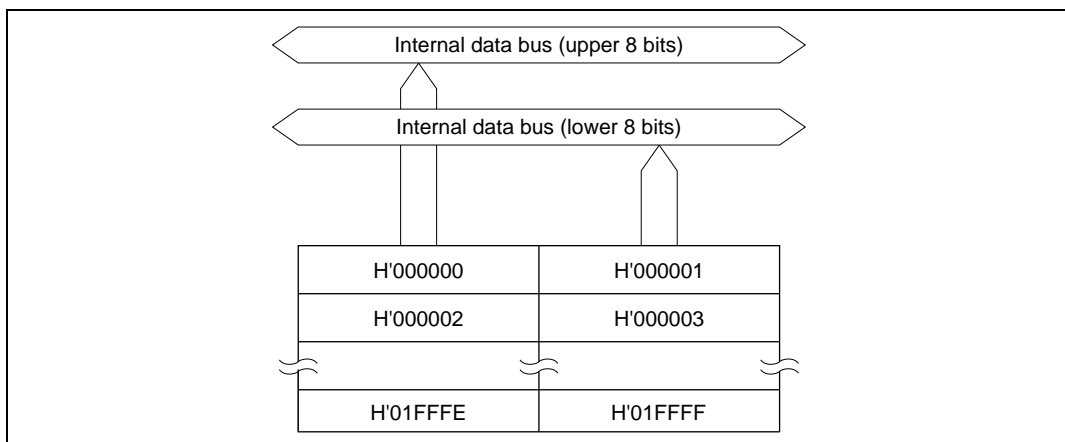 Internal data bus (upper 8 bits)
Internal data bus (lower 8 bits)
H'000000 H'000001
H'000002 H'000003
H'01FFFE H'01FFFF